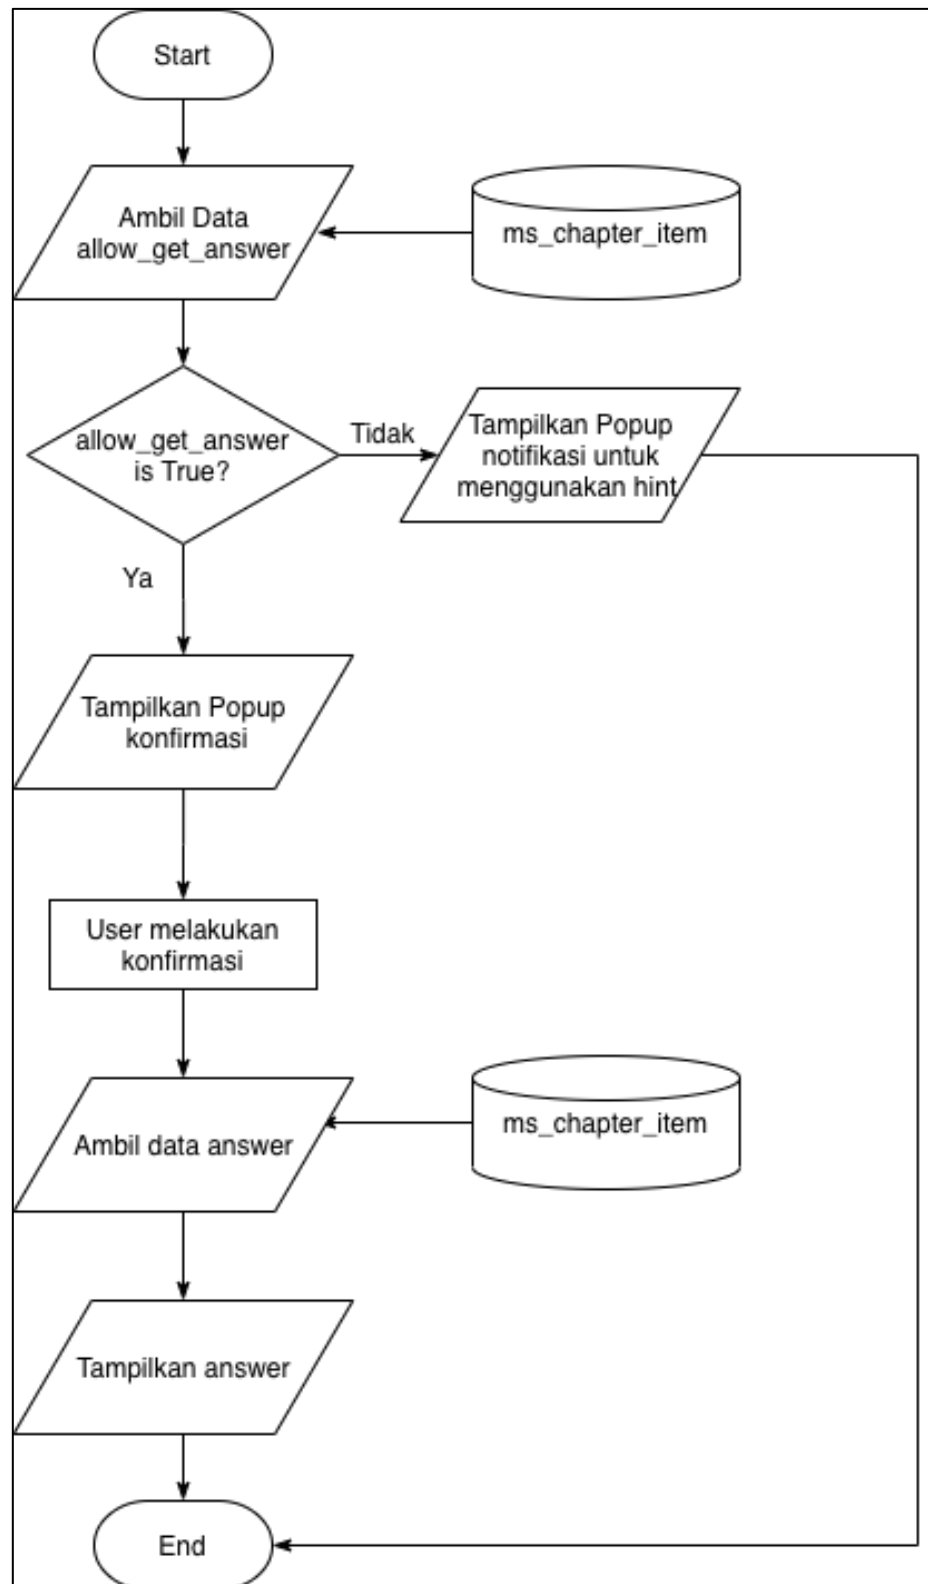 Start
Ambil Data
allow_get_answer
ms_chapter_item
allow_get_answer
is True?
Tidak
Tampilkan Popup
notifikasi untuk
menggunakan hint
Ya
Tampilkan Popup
konfirmasi
User melakukan
konfirmasi
Ambil data answer
ms_chapter_item
Tampilkan answer
End